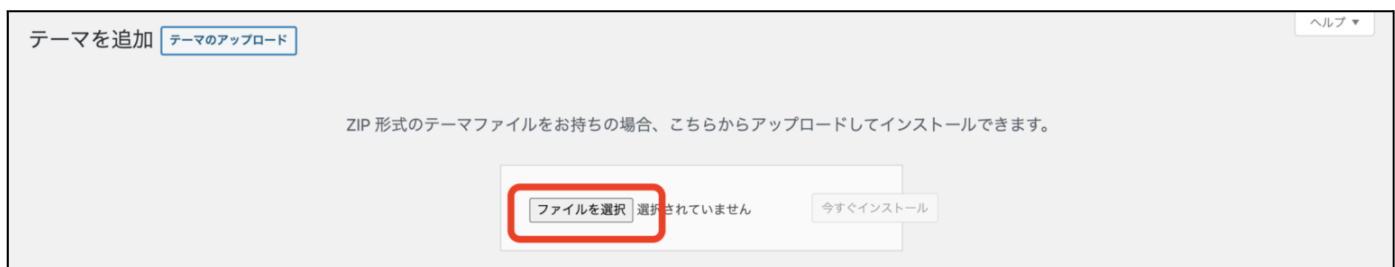 テーマを追加 テーマのアップロード
ヘルプ ▼
ZIP 形式のテーマファイルをお持ちの場合、こちらからアップロードしてインストールできます。
ファイルを選択 選択されていません 今すぐインストール